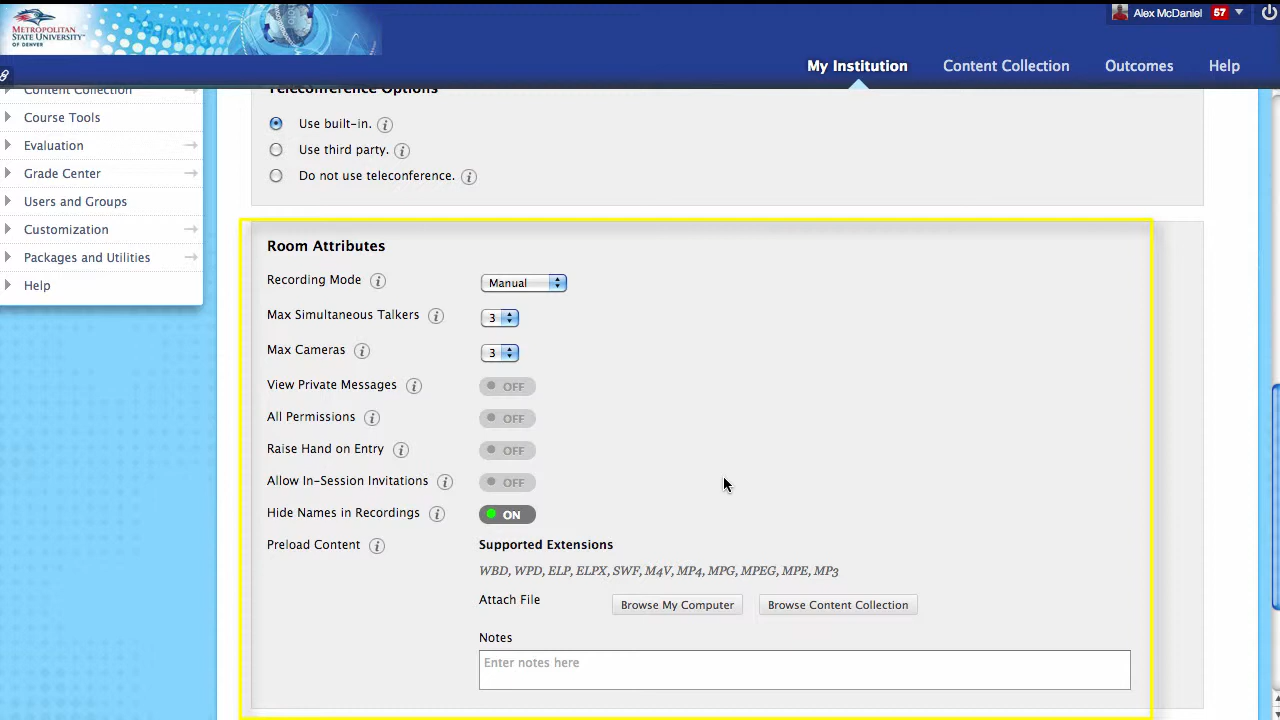 METROPOLITAN
STATE UNIVERSITY™
OF DENVER
Alex McDaniel 57
My Institution Content Collection Outcomes Help
Content Collection
Course Tools
Evaluation
Grade Center
Users and Groups
Customization
Packages and Utilities
Help
Teleconference Options
Use built-in.
Use third party.
Do not use teleconference.
Room Attributes
Recording Mode Manual
Max Simultaneous Talkers 3
Max Cameras 3
View Private Messages OFF
All Permissions OFF
Raise Hand on Entry OFF
Allow In-Session Invitations OFF
Hide Names in Recordings ON
Preload Content Supported Extensions
WBD, WPD, ELP, ELPX, SWF, M4V, MP4, MPG, MPEG, MPE, MP3
Attach File Browse My Computer Browse Content Collection
Notes
Enter notes here